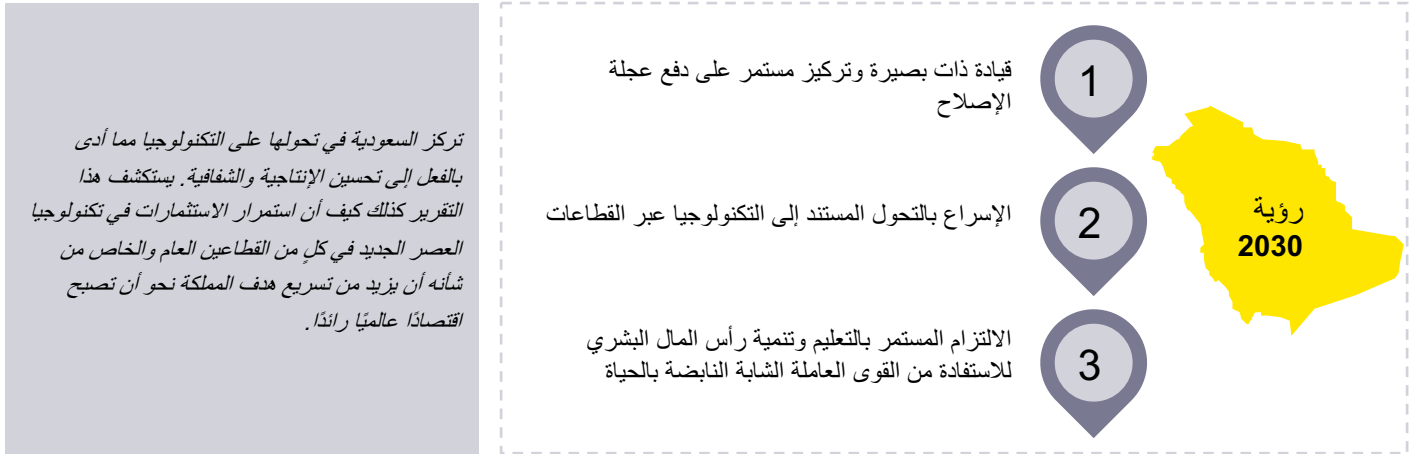 رؤية
2030
1
قيادة ذات بصيرة وتركيز مستمر على دفع عجلة
الإصلاح
2
الإسراع بالتحول المستند إلى التكنولوجيا عبر القطاعات
3
الالتزام المستمر بالتعليم وتنمية رأس المال البشري
للاستفادة من القوى العاملة الشابة النابضة بالحياة
تركز السعودية في تحولها على التكنولوجيا مما أدى
بالفعل إلى تحسين الإنتاجية والشفافية. يستكشف هذا
التقرير كذلك كيف أن استمرار الاستثمارات في تكنولوجيا
العصر الجديد في كلٍ من القطاعين العام والخاص من
شأنه أن يزيد من تسريع هدف المملكة نحو أن تصبح
اقتصادًا عالميًا رائدًا.